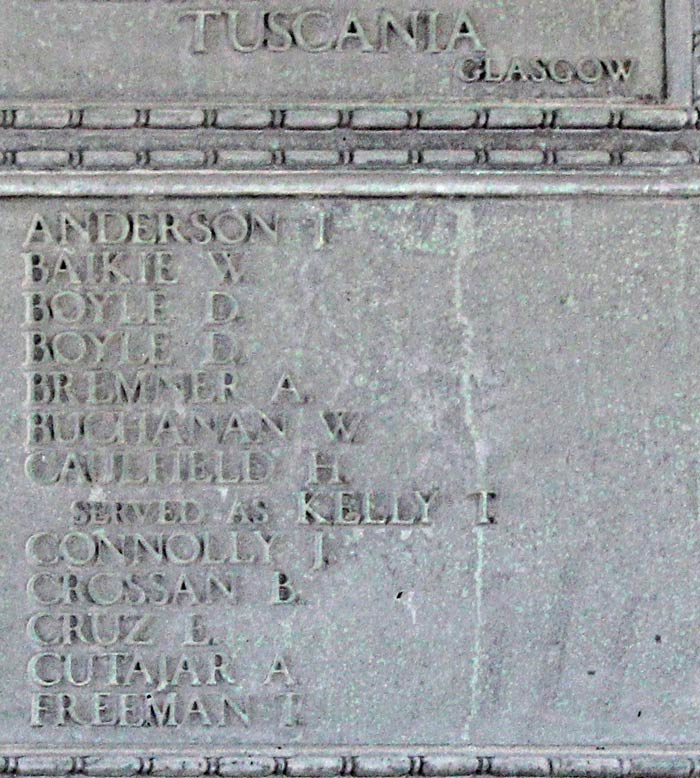 TUSCANIA
GLASGOW
ANDERSON T.
BAIKIE W.
BOYLE D.
BOYLE D.
BREMNER A.
BUCHANAN W.
CAULFIELD H.
SERVED AS KELLY T.
CONNOLLY J.
CROSSAN B.
CRUZ E.
CUTAJAR A
FREEMAN T.